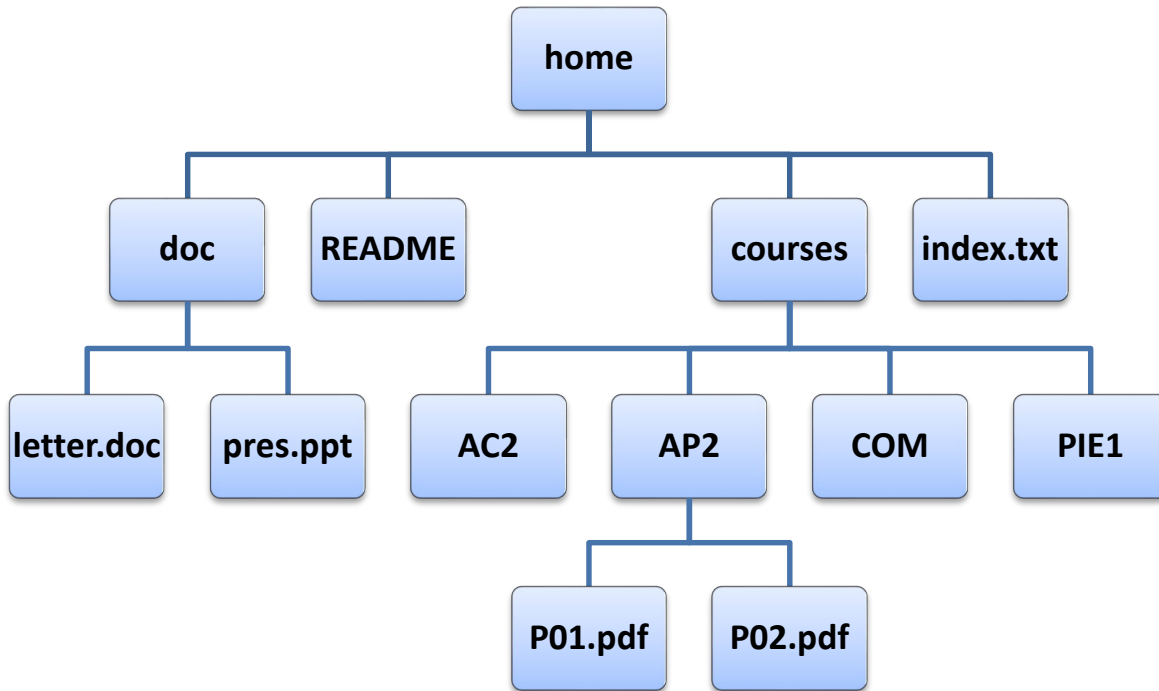 home
doc
README
courses
index.txt
letter.doc
pres.ppt
AC2
AP2
COM
PIE1
P01.pdf
P02.pdf